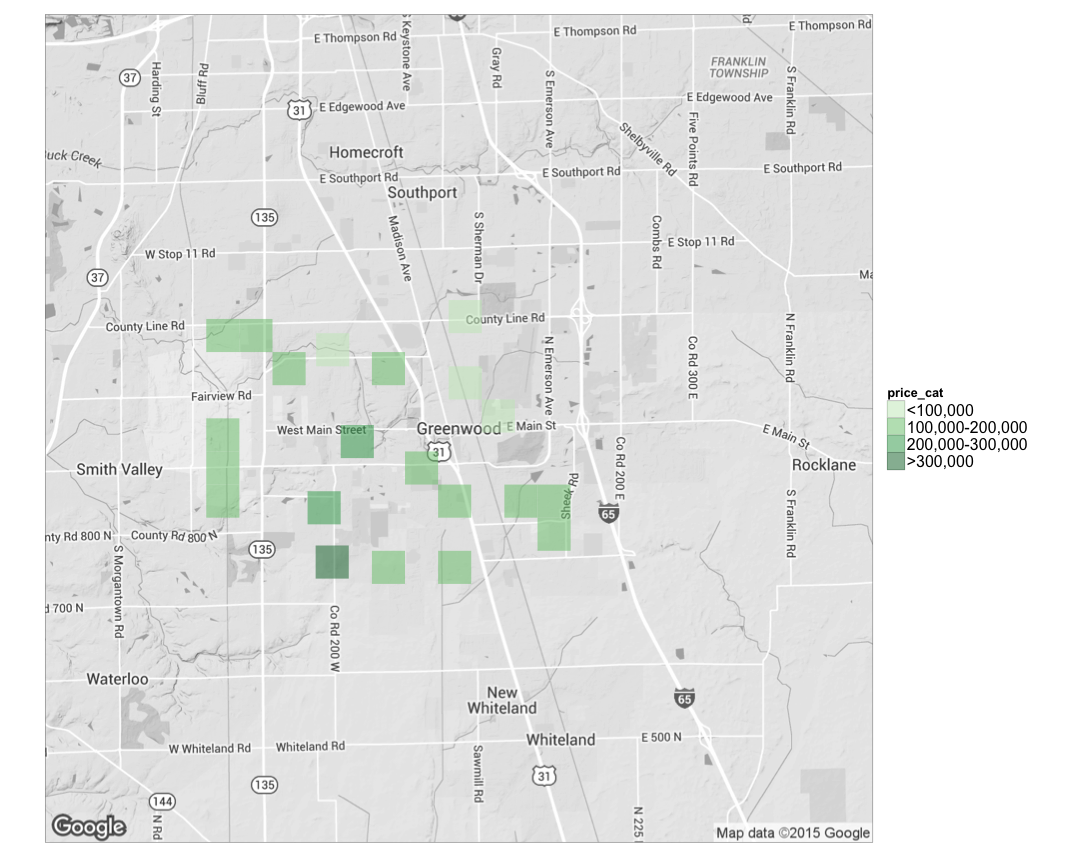 E Thompson Rd
E Thompson Rd
E Thompson Rd
S Keystone Ave
Gray Rd
S Emerson Ave
FRANKLIN
TOWNSHIP
37
Harding St
Bluff Rd
S Franklin Rd
31
E Edgewood Ave
E Edgewood Ave
Five Points Rd
Shelbyville Rd
Buck Creek
Homecroft
E Southport Rd
E Southport Rd
E Southport Rd
Southport
135
Madison Ave
S Sherman Dr
Combs Rd
E Stop 11 Rd
W Stop 11 Rd
37
Ma
County Line Rd
County Line Rd
N Emerson Ave
Co Rd 300 E
N Franklin Rd
Fairview Rd
West Main Street
Greenwood
E Main St
E Main St
31
Smith Valley
Rocklane
Co Rd 200 E
Sheek Rd
65
S Franklin Rd
nty Rd 800 N
County Rd 800 N
135
S Morgantown Rd
d 700 N
Co Rd 200 W
Waterloo
New
Whiteland
65
W Whiteland Rd
Whiteland Rd
Whiteland
E 500 N
Sawmill Rd
31
135
144
N Rd
N 225
Google
Map data ©2015 Google
price_cat
<100,000
100,000-200,000
200,000-300,000
>300,000